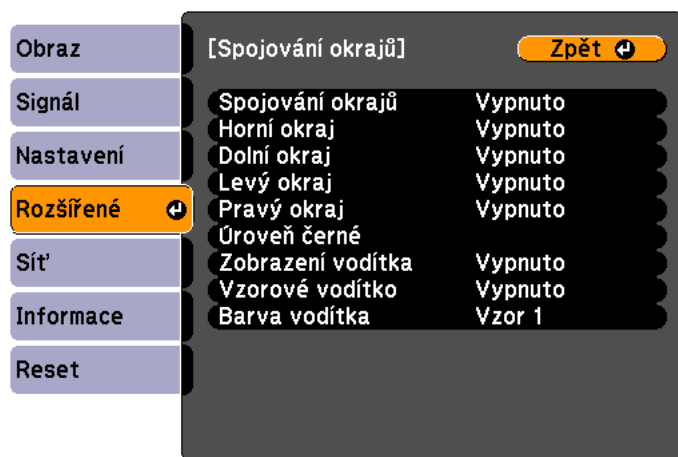 Obraz
Signál
Nastavení
Rozšířené
Síť
Informace
Reset
[Spojování okrajů] Zpět
Spojování okrajů Vypnuto
Horní okraj Vypnuto
Dolní okraj Vypnuto
Levý okraj Vypnuto
Pravý okraj Vypnuto
Úroveň černé
Zobrazení vodítka Vypnuto
Vzorové vodítko Vypnuto
Barva vodítka Vzor 1